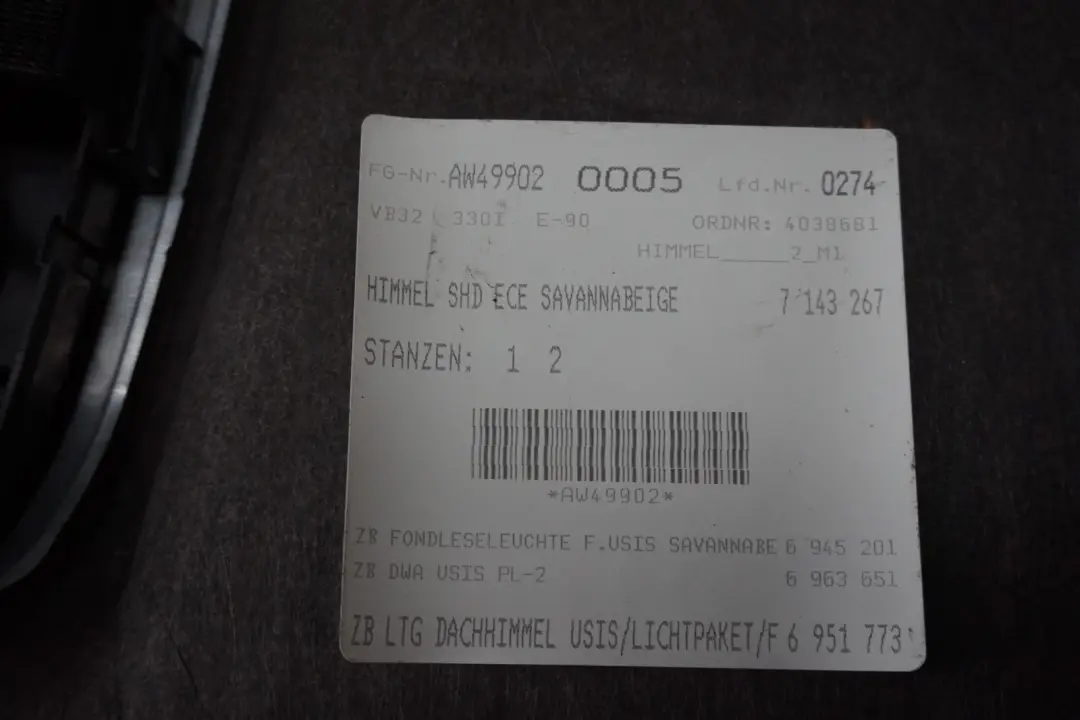 FG-Nr. AW49902 0005 Lfd.Nr. 0274
VB32 L 330I E-90 ORDNR: 4038681
HIMMEL_____2_M1
HIMMEL SHD ECE SAVANNABEIGE 7 143 267
STANZEN: 1 2
*AW49902*
ZB FONDLESELEUCHTE F.USIS SAVANNABE 6 945 201
ZB DWA USIS PL-2 6 963 651
ZB LTG DACHHIMMEL USIS/LICHTPAKET/F 6 951 773